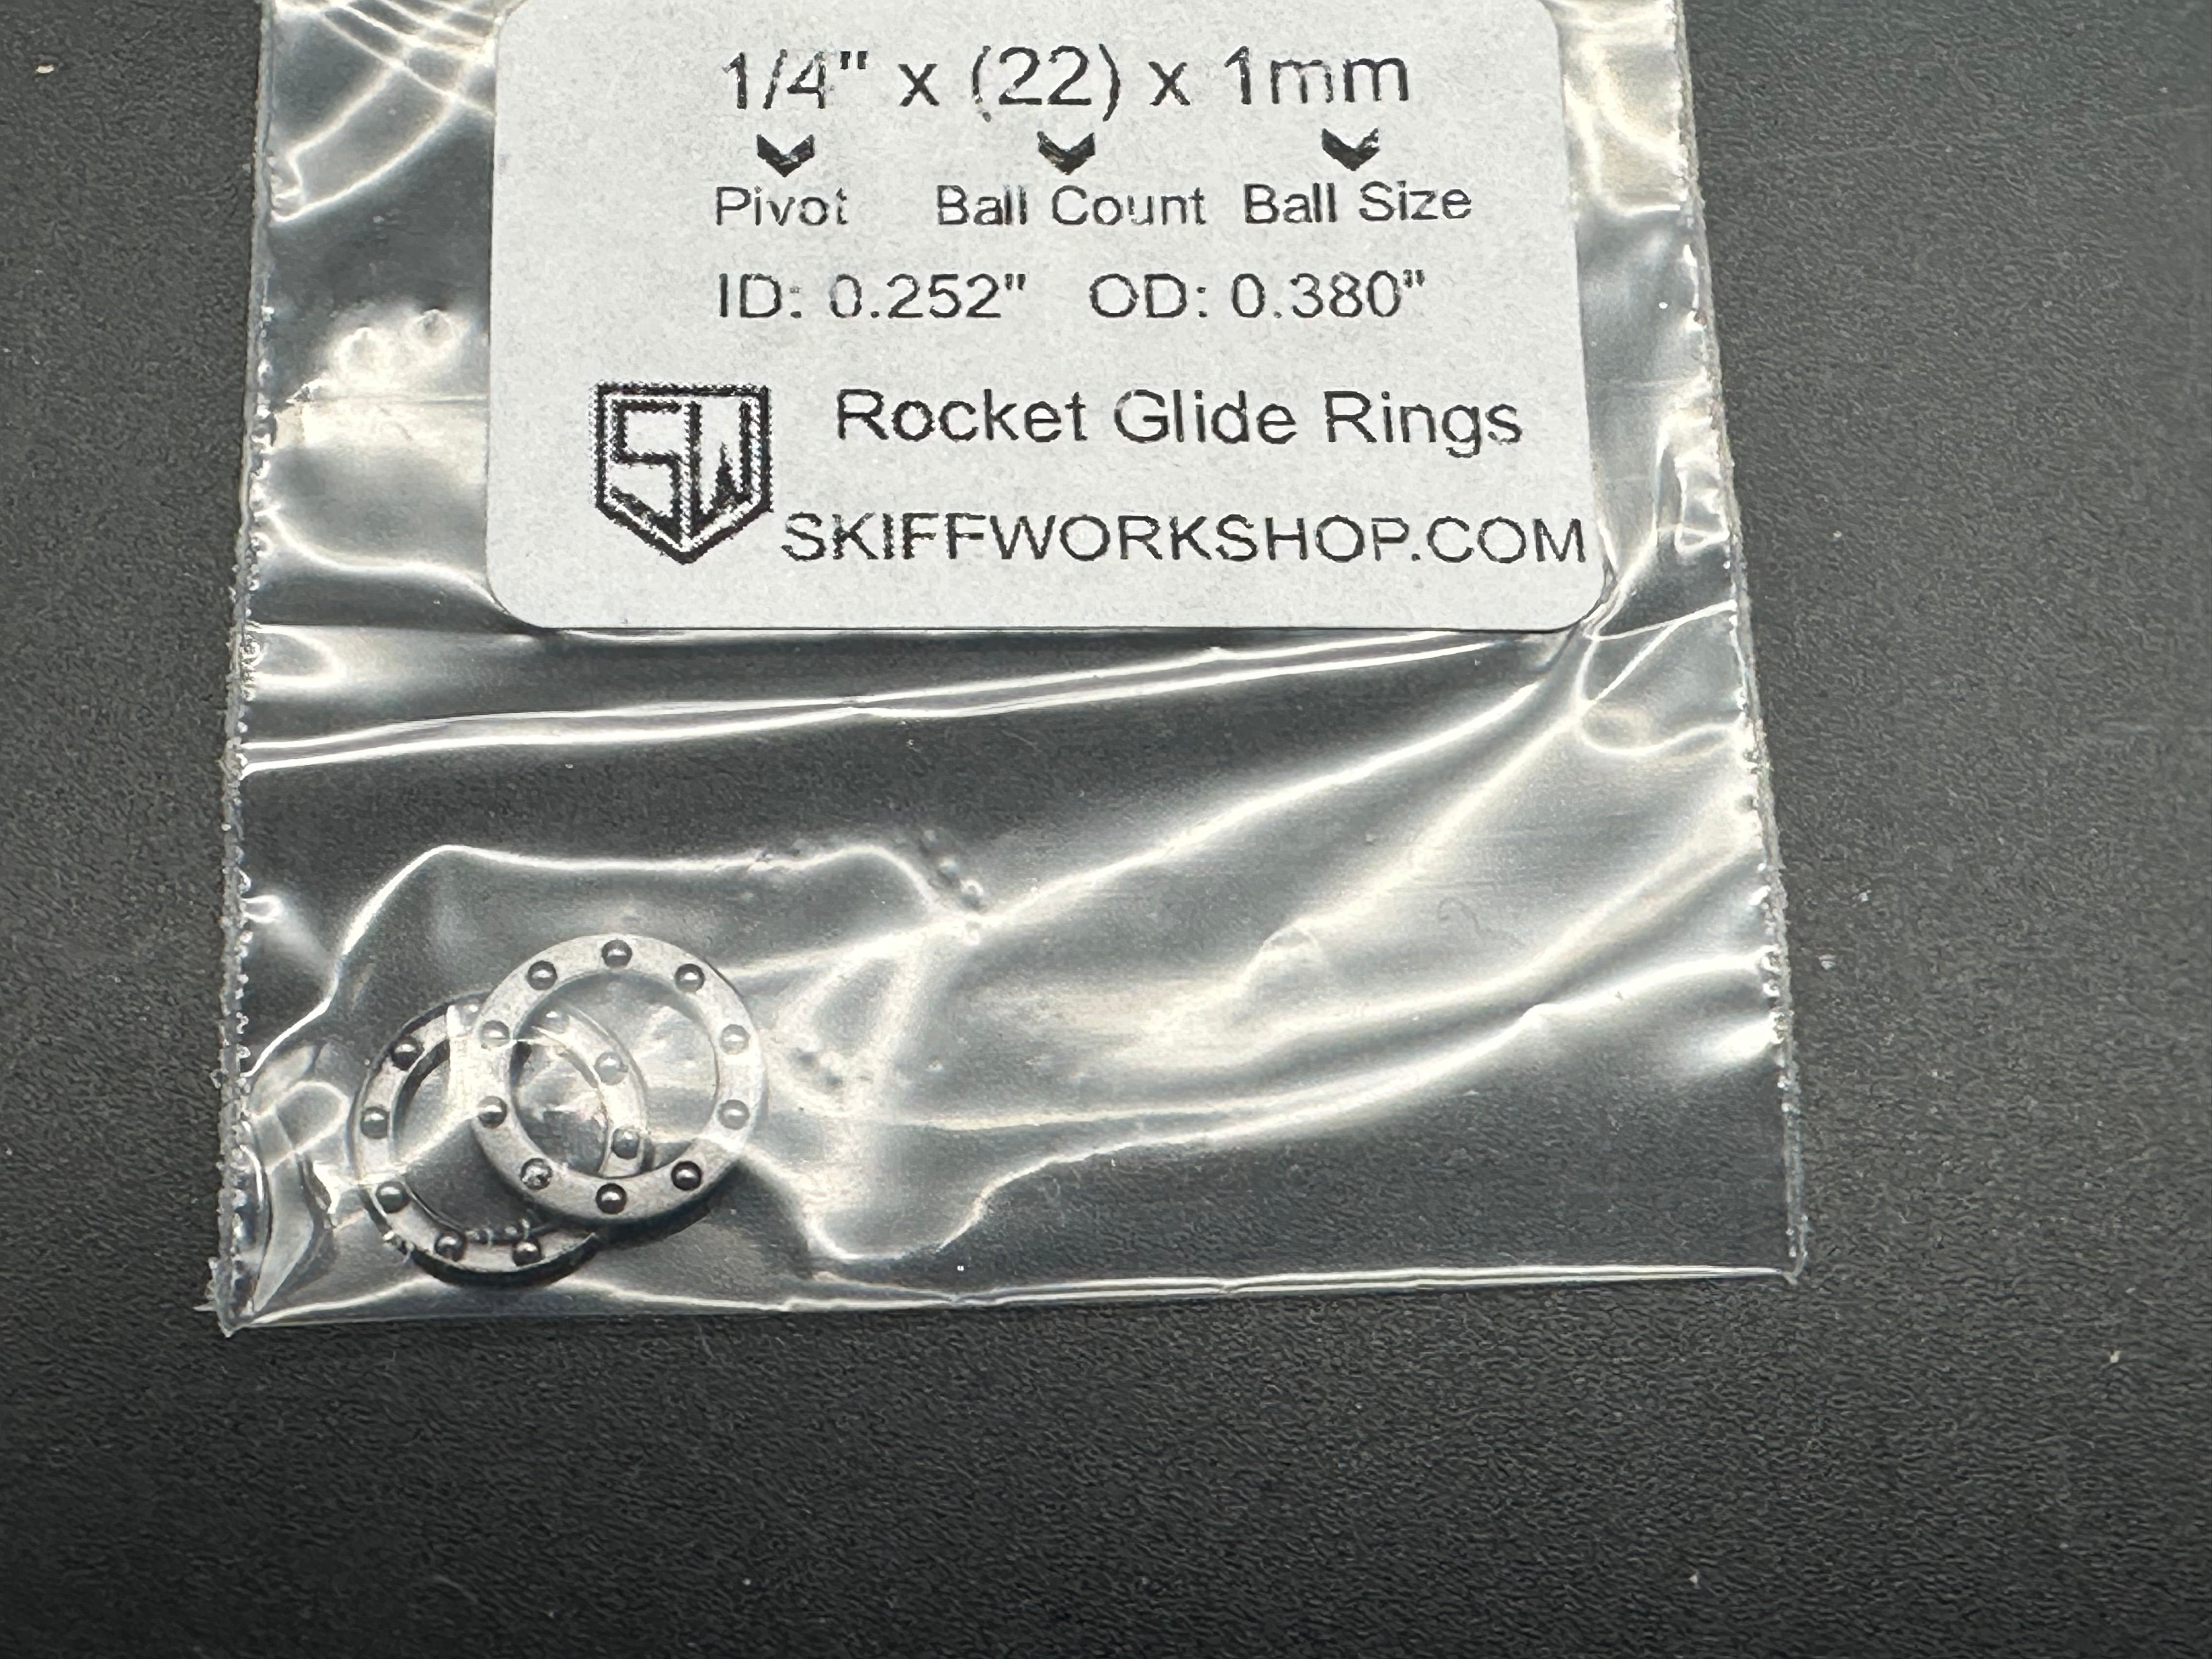 1/4" x (22) x 1mm
Pivot Ball Count Ball Size
ID: 0.252" OD: 0.380"
SW Rocket Glide Rings
SKIFFWORKSHOP.COM